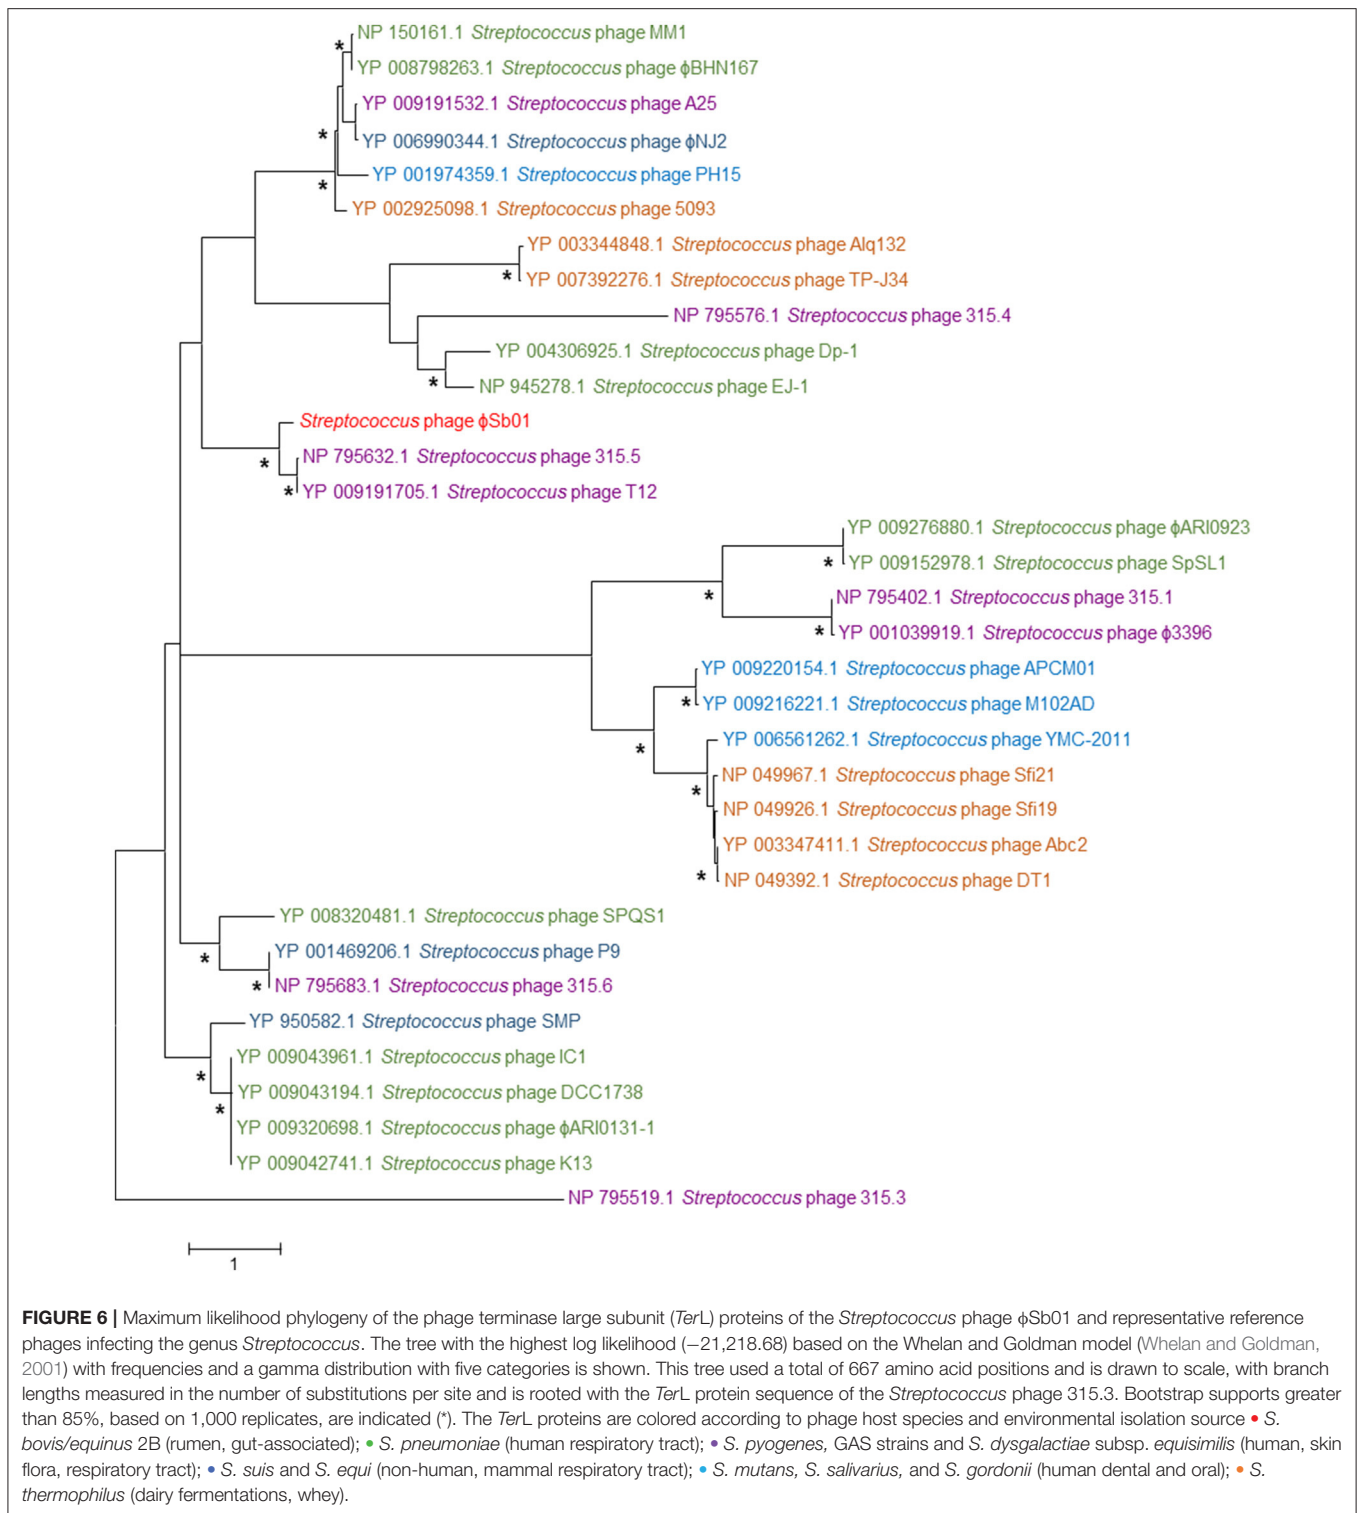 NP 150161.1 Streptococcus phage MM1
*
YP 008798263.1 Streptococcus phage ϕBHN167
YP 009191532.1 Streptococcus phage A25
*
YP 006990344.1 Streptococcus phage ϕNJ2
YP 001974359.1 Streptococcus phage PH15
*
YP 002925098.1 Streptococcus phage 5093
YP 003344848.1 Streptococcus phage Alq132
*
YP 007392276.1 Streptococcus phage TP-J34
NP 795576.1 Streptococcus phage 315.4
YP 004306925.1 Streptococcus phage Dp-1
*
NP 945278.1 Streptococcus phage EJ-1
Streptococcus phage ϕSb01
NP 795632.1 Streptococcus phage 315.5
*
*
YP 009191705.1 Streptococcus phage T12
YP 009276880.1 Streptococcus phage ϕARI0923
*
YP 009152978.1 Streptococcus phage SpSL1
*
NP 795402.1 Streptococcus phage 315.1
*
YP 001039919.1 Streptococcus phage ϕ3396
YP 009220154.1 Streptococcus phage APCM01
*
YP 009216221.1 Streptococcus phage M102AD
YP 006561262.1 Streptococcus phage YMC-2011
*
NP 049967.1 Streptococcus phage Sfi21
*
NP 049926.1 Streptococcus phage Sfi19
YP 003347411.1 Streptococcus phage Abc2
*
NP 049392.1 Streptococcus phage DT1
YP 008320481.1 Streptococcus phage SPQS1
YP 001469206.1 Streptococcus phage P9
*
*
NP 795683.1 Streptococcus phage 315.6
YP 950582.1 Streptococcus phage SMP
YP 009043961.1 Streptococcus phage IC1
*
YP 009043194.1 Streptococcus phage DCC1738
*
YP 009320698.1 Streptococcus phage ϕARI0131-1
YP 009042741.1 Streptococcus phage K13
NP 795519.1 Streptococcus phage 315.3
1
FIGURE 6 | Maximum likelihood phylogeny of the phage terminase large subunit (TerL) proteins of the Streptococcus phage ϕSb01 and representative reference
phages infecting the genus Streptococcus. The tree with the highest log likelihood (−21,218.68) based on the Whelan and Goldman model (Whelan and Goldman,
2001) with frequencies and a gamma distribution with five categories is shown. This tree used a total of 667 amino acid positions and is drawn to scale, with branch
lengths measured in the number of substitutions per site and is rooted with the TerL protein sequence of the Streptococcus phage 315.3. Bootstrap supports greater
than 85%, based on 1,000 replicates, are indicated (*). The TerL proteins are colored according to phage host species and environmental isolation source • S.
bovis/equinus 2B (rumen, gut-associated); • S. pneumoniae (human respiratory tract); • S. pyogenes, GAS strains and S. dysgalactiae subsp. equisimilis (human, skin
flora, respiratory tract); • S. suis and S. equi (non-human, mammal respiratory tract); • S. mutans, S. salivarius, and S. gordonii (human dental and oral); • S.
thermophilus (dairy fermentations, whey).